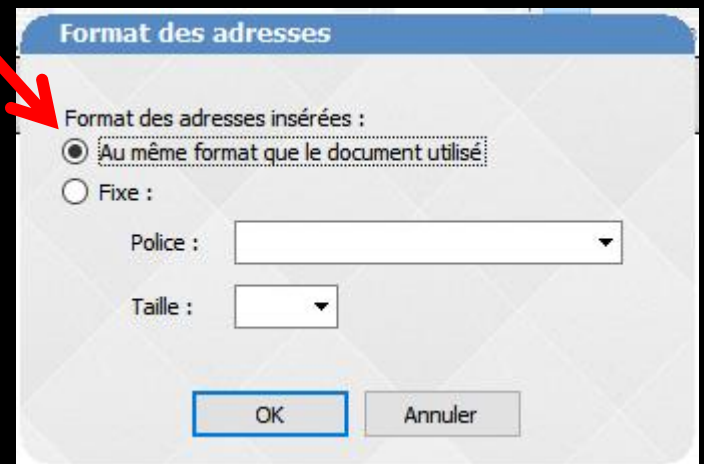 Format des adresses
Format des adresses insérées :
Au même format que le document utilisé
Fixe :
Police :
Taille :
OK Annuler